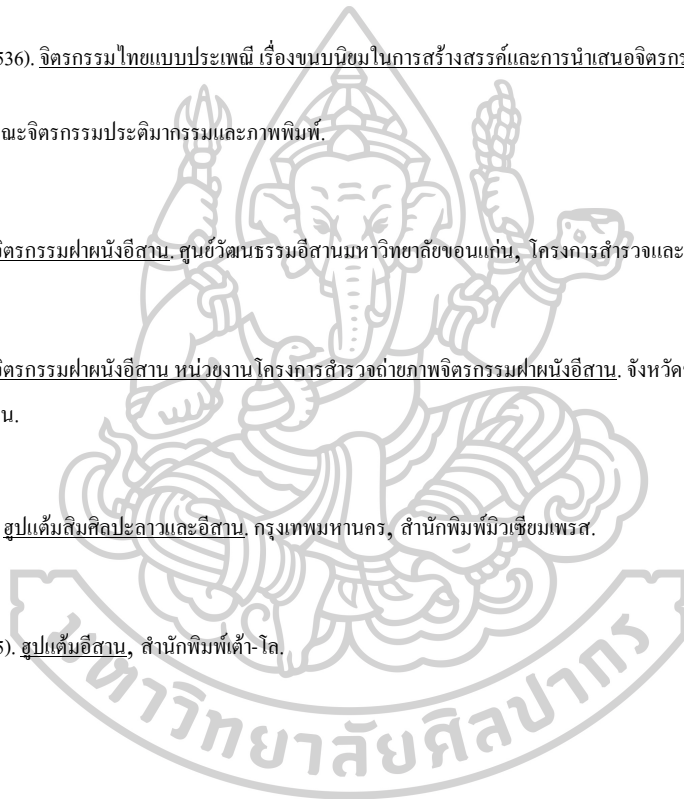 536). จิตรกรรมไทยแบบประเพณี เรื่องขนบนิยมในการสร้างสรรค์และการนำเสนอจิตรก
ณะจิตรกรรมประติมากรรมและภาพพิมพ์.
จิตรกรรมฝาผนังอีสาน. ศูนย์วัฒนธรรมอีสานมหาวิทยาลัยขอนแก่น, โครงการสำรวจและ
จิตรกรรมฝาผนังอีสาน หน่วยงานโครงการสำรวจถ่ายภาพจิตรกรรมฝาผนังอีสาน. จังหวัด
น.
ฮูปแต้มสิมศิลปะลาวและอีสาน. กรุงเทพมหานคร, สำนักพิมพ์มิวเซียมเพรส.
5). ฮูปแต้มอีสาน, สำนักพิมพ์เต้า-โล.
มหาวิทยาลัยศิลปากร